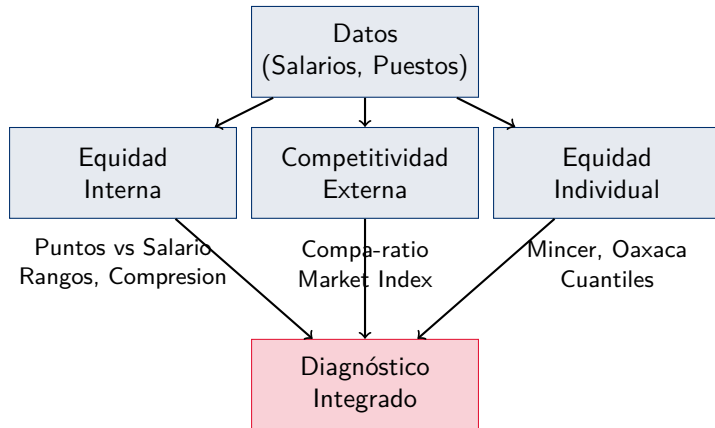 Datos
(Salarios, Puestos)
Equidad
Interna
Competitividad
Externa
Equidad
Individual
Puntos vs Salario
Rangos, Compresion
Compa-ratio
Market Index
Mincer, Oaxaca
Cuantiles
Diagnóstico
Integrado